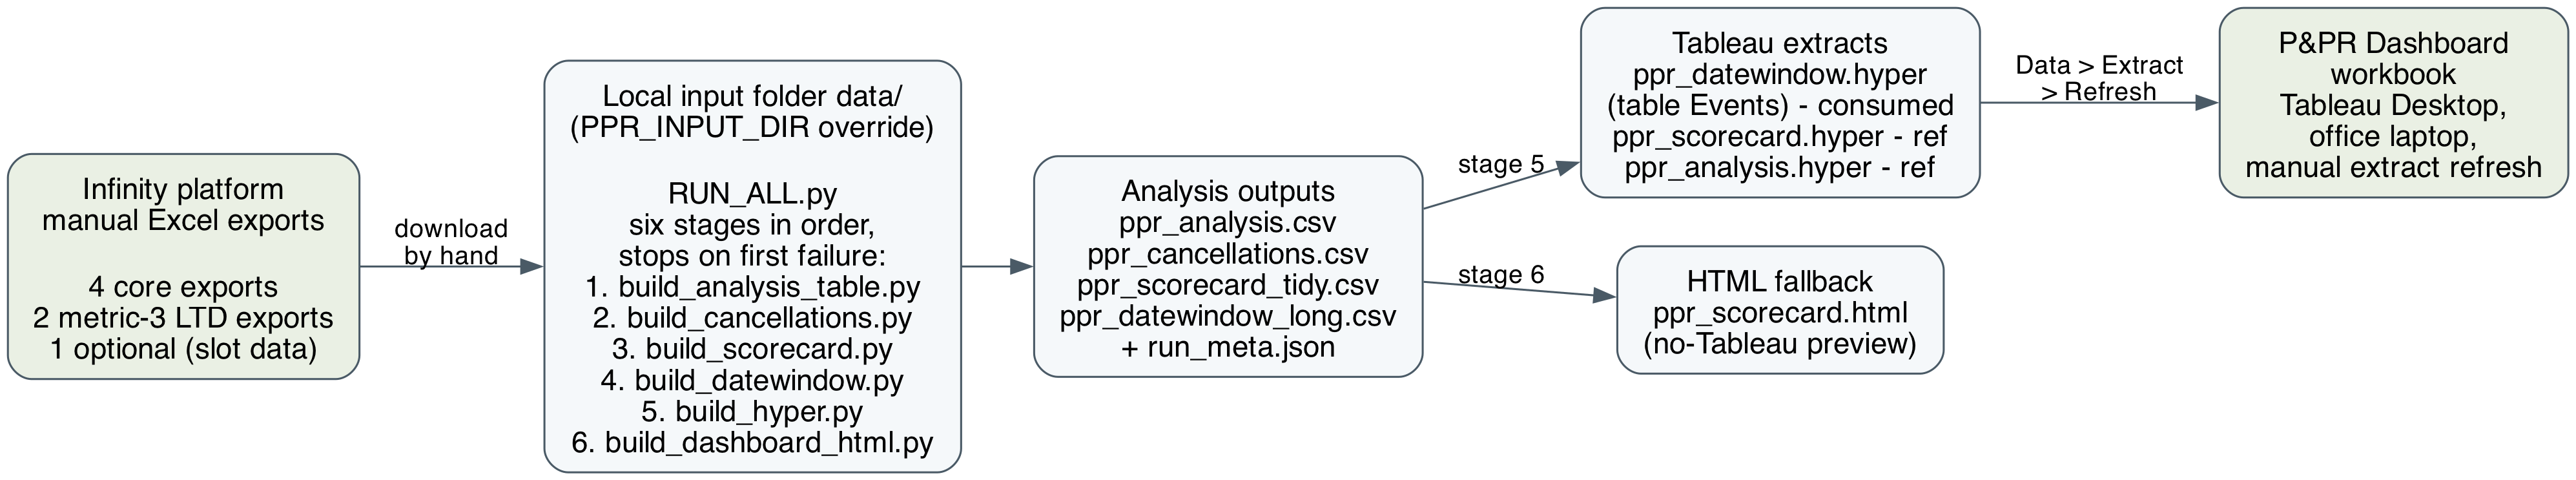 Infinity platform
manual Excel exports
4 core exports
2 metric-3 LTD exports
1 optional (slot data)
download
by hand
Local input folder data/
(PPR_INPUT_DIR override)
RUN_ALL.py
six stages in order,
stops on first failure:
1. build_analysis_table.py
2. build_cancellations.py
3. build_scorecard.py
4. build_datewindow.py
5. build_hyper.py
6. build_dashboard_html.py
Analysis outputs
ppr_analysis.csv
ppr_cancellations.csv
ppr_scorecard_tidy.csv
ppr_datewindow_long.csv
+ run_meta.json
stage 5
stage 6
Tableau extracts
ppr_datewindow.hyper
(table Events) - consumed
ppr_scorecard.hyper - ref
ppr_analysis.hyper - ref
HTML fallback
ppr_scorecard.html
(no-Tableau preview)
Data > Extract
> Refresh
P&PR Dashboard
workbook
Tableau Desktop,
office laptop,
manual extract refresh